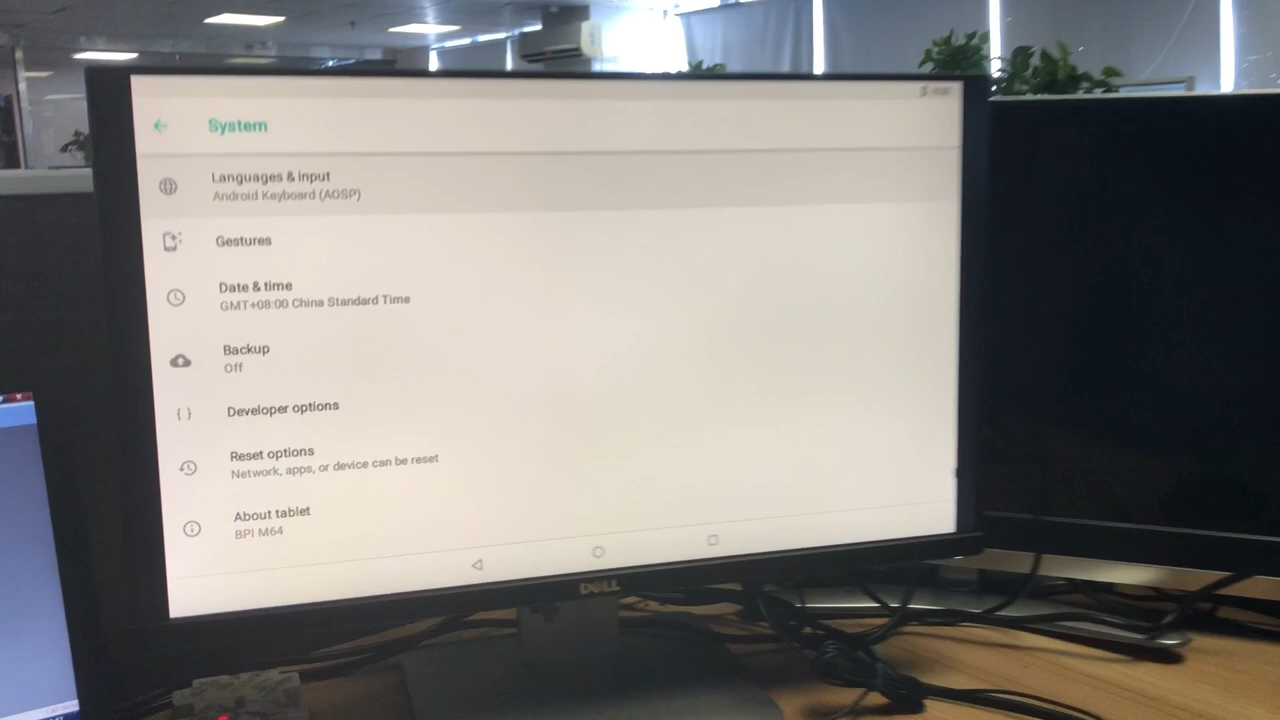 System
Languages & input
Android Keyboard (AOSP)
Gestures
Date & time
GMT+08:00 China Standard Time
Backup
Off
{ }
Developer options
Reset options
Network, apps, or device can be reset
About tablet
BPI M64
DELL